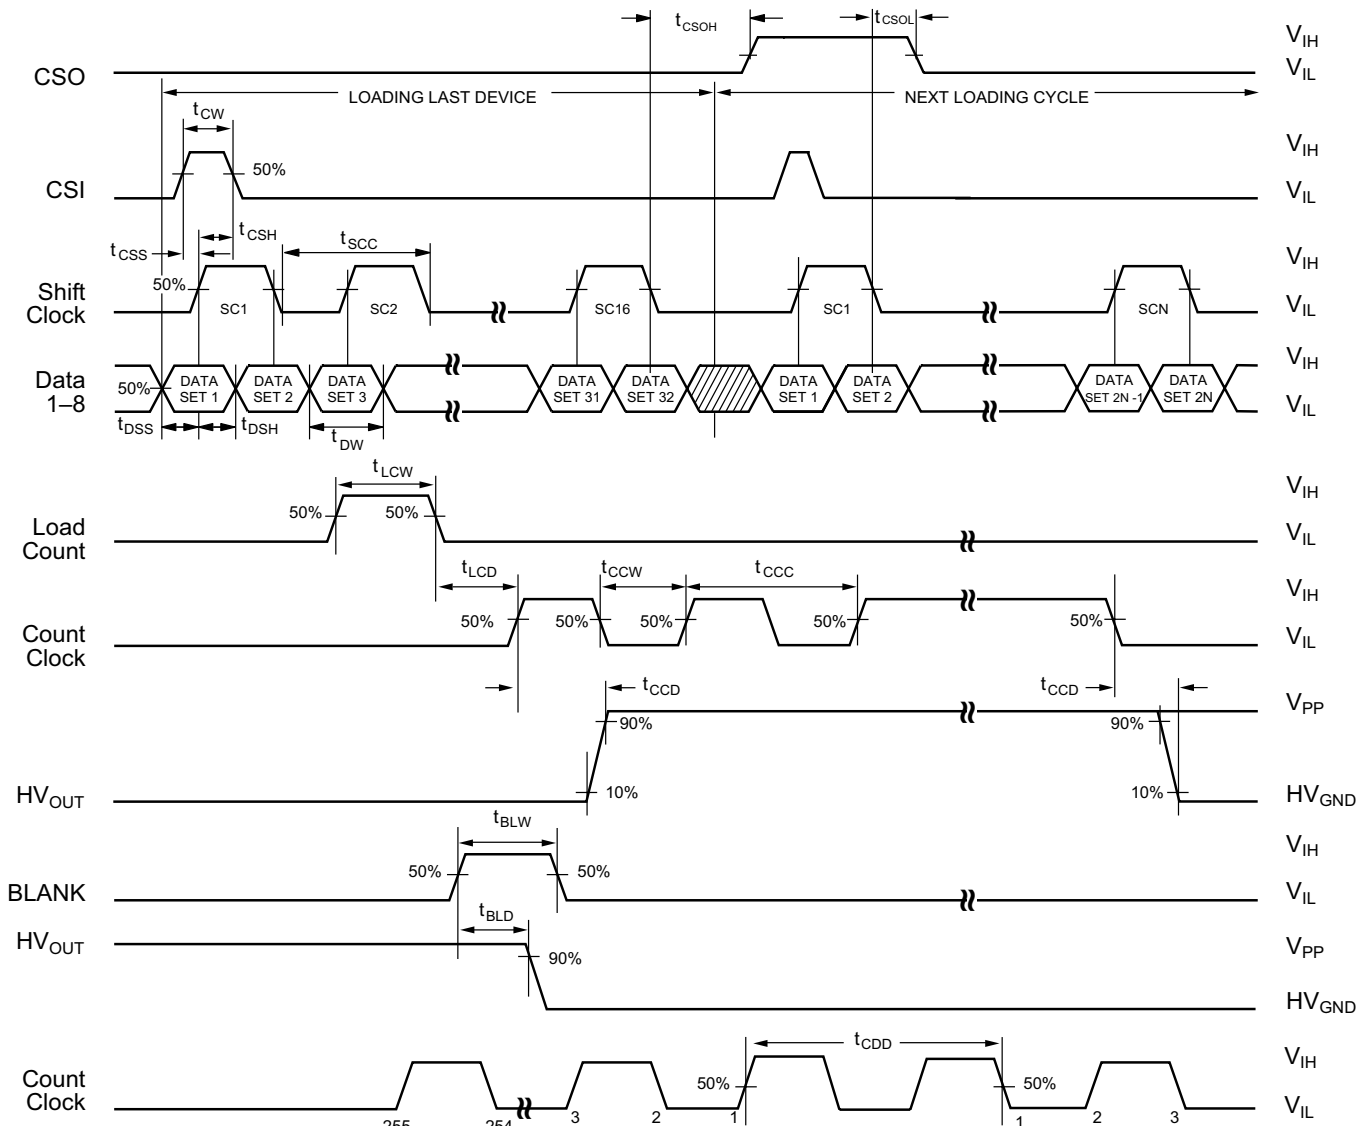 tCSOH tCSOL VIH
CSO VIL
LOADING LAST DEVICE NEXT LOADING CYCLE
tCW
VIH
50%
CSI VIL
tCSH
tCSS tSCC
VIH
50%
Shift SC1 SC2 SC16 SC1 SCN
Clock VIL
VIH
Data 50% DATA DATA DATA DATA DATA DATA DATA DATA DATA
1–8 SET 1 SET 2 SET 3 SET 31 SET 32 SET 1 SET 2 SET 2N -1 SET 2N
VIL
tDSS tDSH tDW
tLCW
VIH
50% 50%
Load
Count VIL
tLCD tCCW tCCC
VIH
50% 50% 50% 50% 50%
Count
Clock VIL
tCCD tCCD
VPP
90% 90%
10% 10%
HVOUT HVGND
tBLW
VIH
50% 50%
BLANK VIL
tBLD
HVOUT VPP
90%
HVGND
tCDD
VIH
50% 50%
Count
Clock VIL
255 254 3 2 1 1 2 3